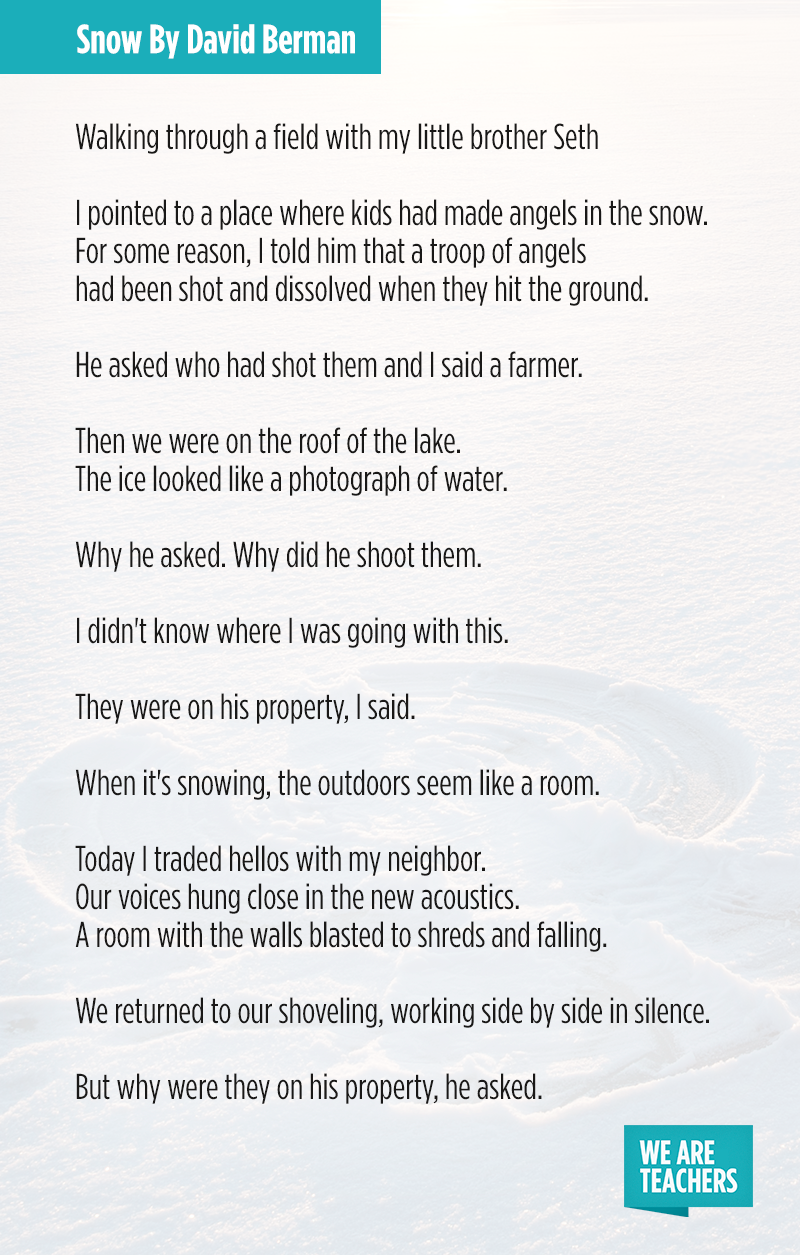 Snow By David Berman
Walking through a field with my little brother Seth
I pointed to a place where kids had made angels in the snow.
For some reason, I told him that a troop of angels
had been shot and dissolved when they hit the ground.
He asked who had shot them and I said a farmer.
Then we were on the roof of the lake.
The ice looked like a photograph of water.
Why he asked. Why did he shoot them.
I didn't know where I was going with this.
They were on his property, I said.
When it's snowing, the outdoors seem like a room.
Today I traded hellos with my neighbor.
Our voices hung close in the new acoustics.
A room with the walls blasted to shreds and falling.
We returned to our shoveling, working side by side in silence.
But why were they on his property, he asked.
WE ARE
TEACHERS